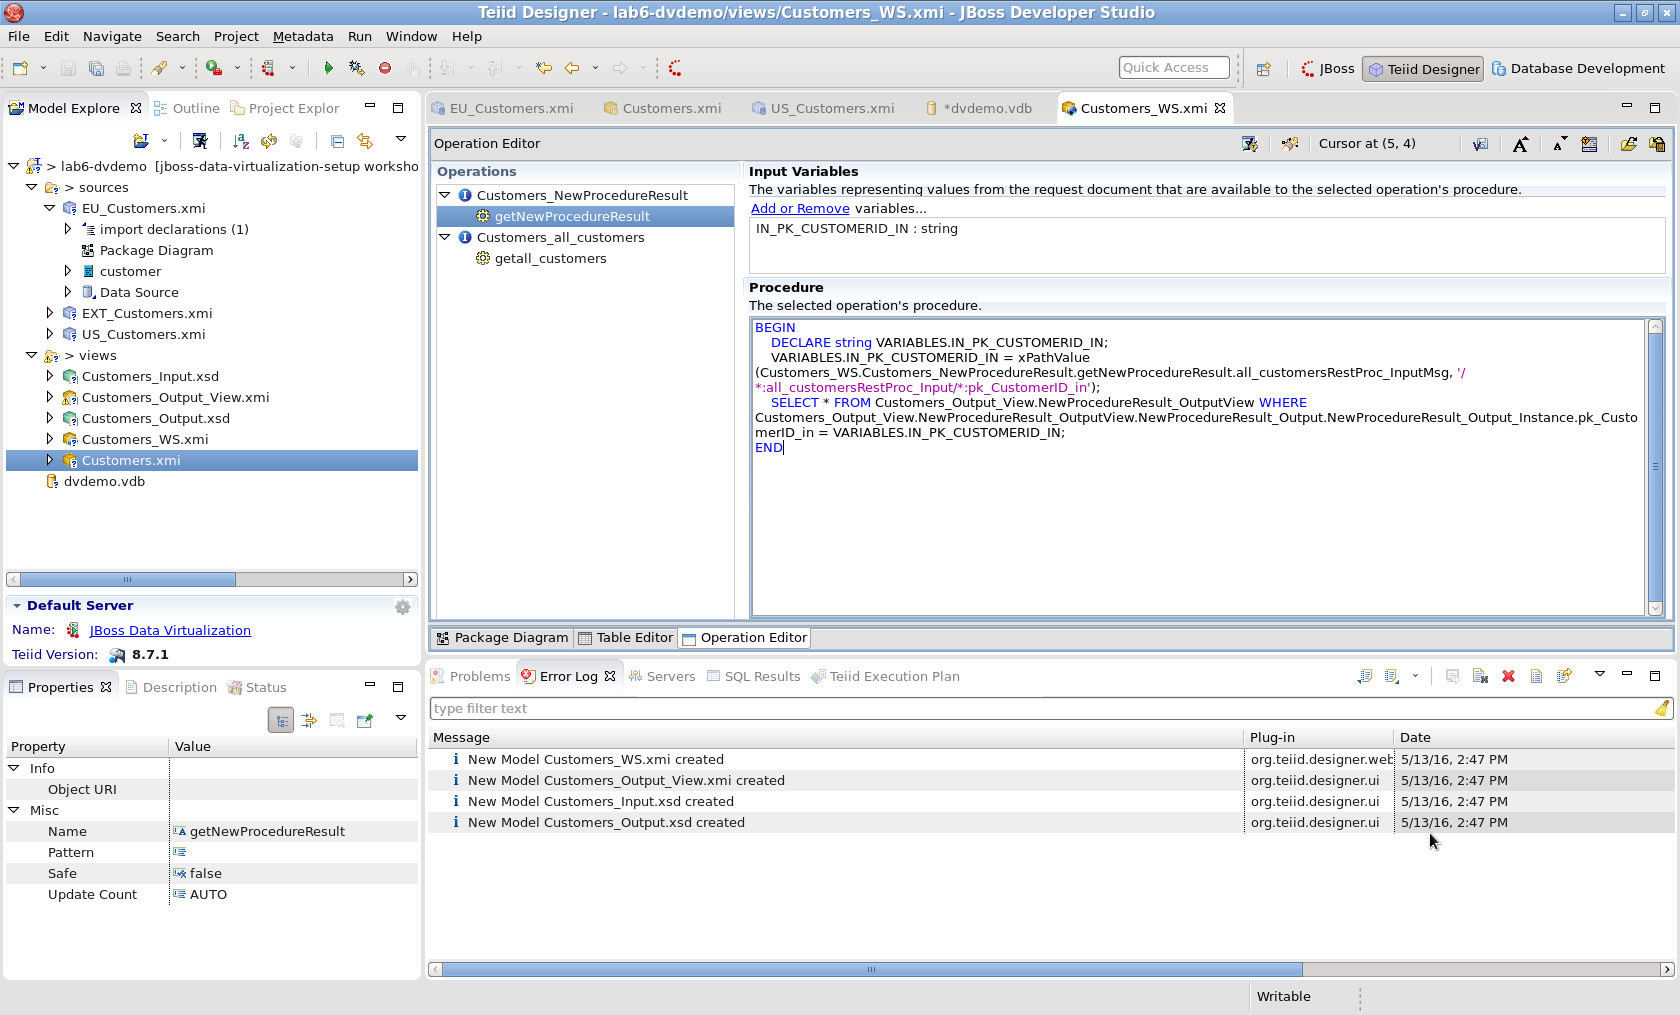 Teiid Designer - lab6-dvdemo/views/Customers_WS.xmi - JBoss Developer Studio
File Edit Navigate Search Project Metadata Run Window Help
Quick Access
JBoss
Teiid Designer
Database Development
Model Explore
Outline
Project Explor
> lab6-dvdemo [jboss-data-virtualization-setup worksho
> sources
EU_Customers.xmi
import declarations (1)
Package Diagram
customer
Data Source
EXT_Customers.xmi
US_Customers.xmi
> views
Customers_Input.xsd
Customers_Output_View.xmi
Customers_Output.xsd
Customers_WS.xmi
Customers.xmi
dvdemo.vdb
Default Server
Name: JBoss Data Virtualization
Teiid Version: 8.7.1
Properties
Description
Status
Property Value
Info
Object URI
Misc
Name getNewProcedureResult
Pattern
Safe false
Update Count AUTO
EU_Customers.xmi
Customers.xmi
US_Customers.xmi
*dvdemo.vdb
Customers_WS.xmi
Operation Editor
Cursor at (5, 4)
Operations
Customers_NewProcedureResult
getNewProcedureResult
Customers_all_customers
getall_customers
Input Variables
The variables representing values from the request document that are available to the selected operation's procedure.
Add or Remove variables...
IN_PK_CUSTOMERID_IN : string
Procedure
The selected operation's procedure.
BEGIN
DECLARE string VARIABLES.IN_PK_CUSTOMERID_IN;
VARIABLES.IN_PK_CUSTOMERID_IN = xPathValue
(Customers_WS.Customers_NewProcedureResult.getNewProcedureResult.all_customersRestProc_InputMsg, '/
*:all_customersRestProc_Input/*:pk_CustomerID_in');
SELECT * FROM Customers_Output_View.NewProcedureResult_OutputView WHERE
Customers_Output_View.NewProcedureResult_OutputView.NewProcedureResult_Output.NewProcedureResult_Output_Instance.pk_Custo
merID_in = VARIABLES.IN_PK_CUSTOMERID_IN;
END
Package Diagram
Table Editor
Operation Editor
Problems
Error Log
Servers
SQL Results
Teiid Execution Plan
type filter text
Message Plug-in Date
New Model Customers_WS.xmi created org.teiid.designer.web 5/13/16, 2:47 PM
New Model Customers_Output_View.xmi created org.teiid.designer.ui 5/13/16, 2:47 PM
New Model Customers_Input.xsd created org.teiid.designer.ui 5/13/16, 2:47 PM
New Model Customers_Output.xsd created org.teiid.designer.ui 5/13/16, 2:47 PM
Writable